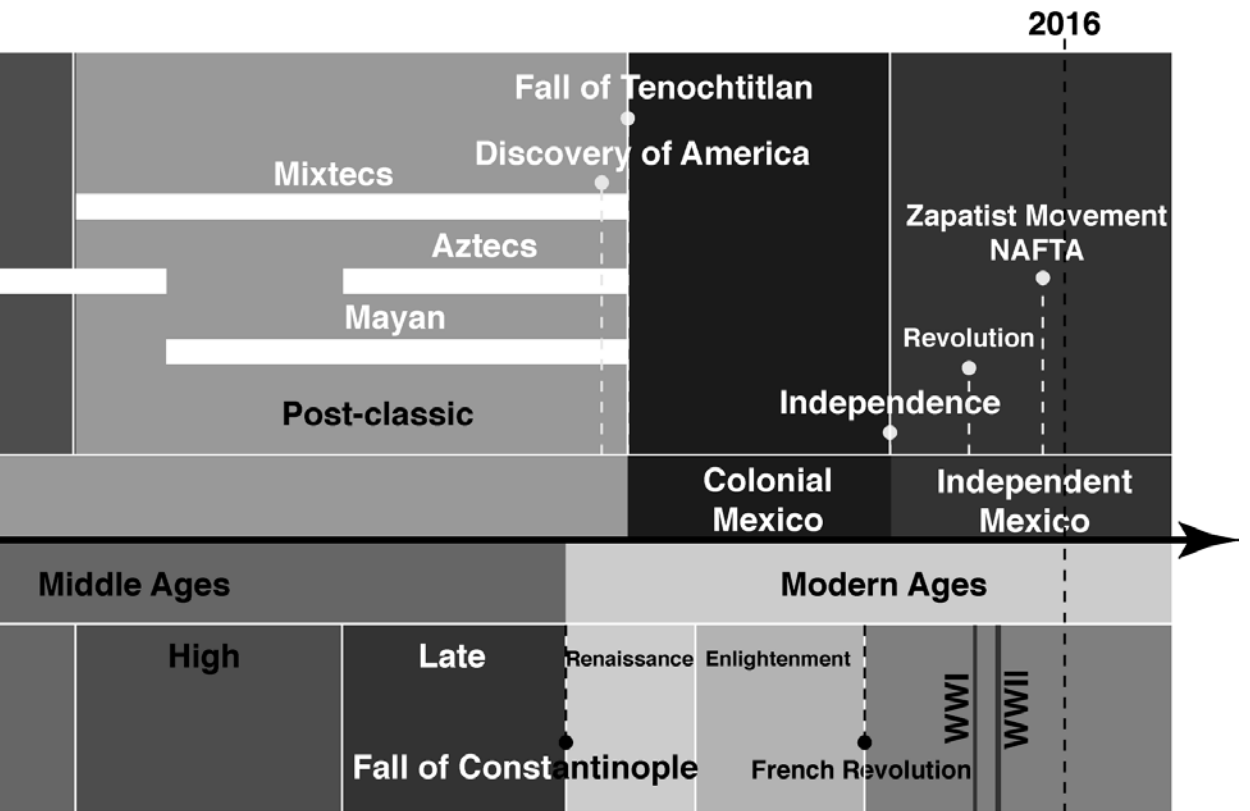 2016
Fall of Tenochtitlan
Discovery of America
Mixtecs
Zapatist Movement
NAFTA
Aztecs
Mayan
Revolution
Independence
Post-classic
Colonial
Mexico
Independent
Mexico
Middle Ages
Modern Ages
High
Late
Renaissance
Enlightenment
WWI
WWII
Fall of Constantinople
French Revolution